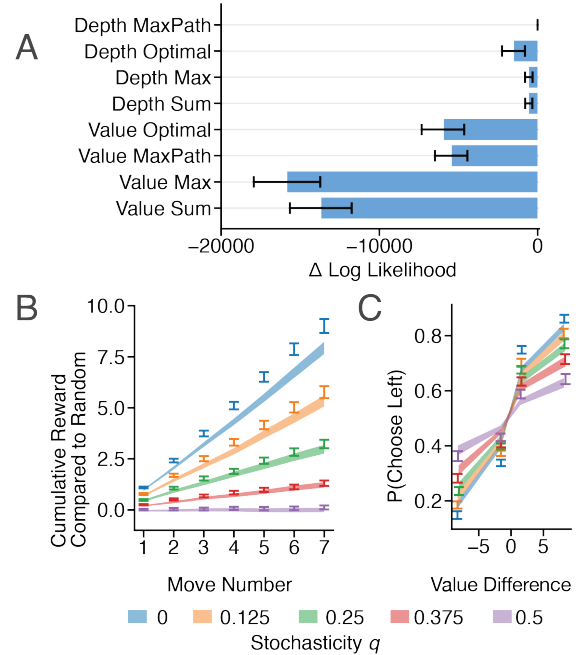 A
Depth MaxPath
Depth Optimal
Depth Max
Depth Sum
Value Optimal
Value MaxPath
Value Max
Value Sum
−20000 −10000 0
Δ Log Likelihood
B
Cumulative Reward
Compared to Random
10.0
7.5
5.0
2.5
0.0
1 2 3 4 5 6 7
Move Number
C
P(Choose Left)
0.8
0.6
0.4
0.2
−5 0 5
Value Difference
0 0.125 0.25 0.375 0.5
Stochasticity q